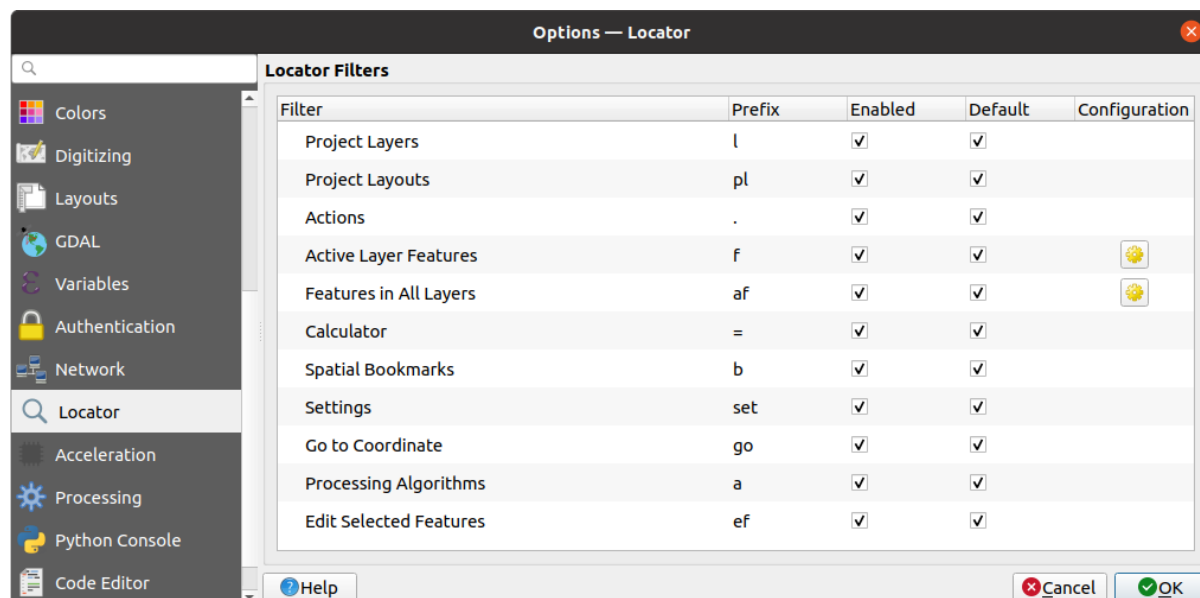 Options — Locator
Colors
Digitizing
Layouts
GDAL
Variables
Authentication
Network
Locator
Acceleration
Processing
Python Console
Code Editor
Locator Filters
Filter Prefix Enabled Default Configuration
Project Layers l
Project Layouts pl
Actions .
Active Layer Features f
Features in All Layers af
Calculator =
Spatial Bookmarks b
Settings set
Go to Coordinate go
Processing Algorithms a
Edit Selected Features ef
Help Cancel OK